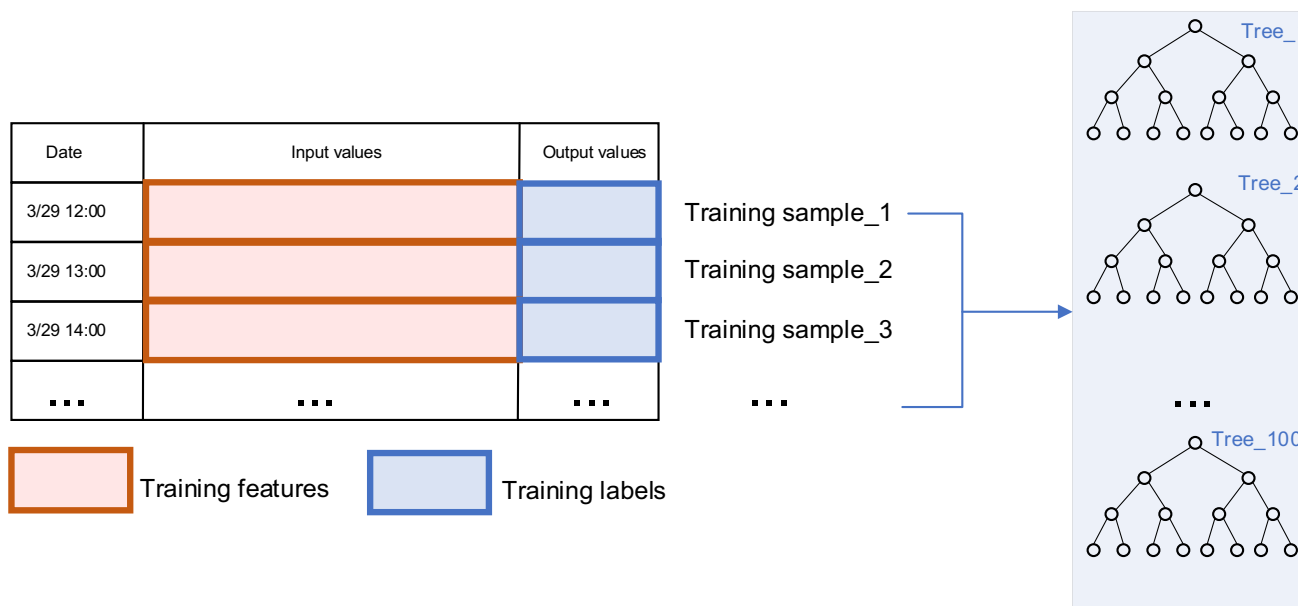 Date
Input values
Output values
3/29 12:00
3/29 13:00
3/29 14:00
... ... ...
Training sample_1
Training sample_2
Training sample_3
...
Training features
Training labels
Tree_
Tree_2
...
Tree_100